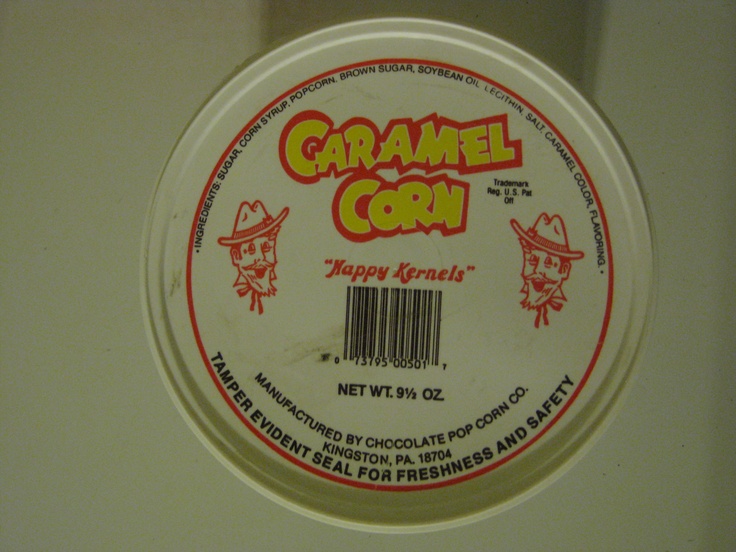 • INGREDIENTS: SUGAR, CORN SYRUP, POPCORN, BROWN SUGAR, SOYBEAN OIL, LECITHIN, SALT, CARAMEL COLOR, FLAVORING. •
CARAMEL
CORN
Trademark
Reg. U.S. Pat
Off
"Happy Kernels"
0 73795 00501 7
NET WT. 9½ OZ.
MANUFACTURED BY CHOCOLATE POP CORN CO.
KINGSTON, PA. 18704
TAMPER EVIDENT SEAL FOR FRESHNESS AND SAFETY